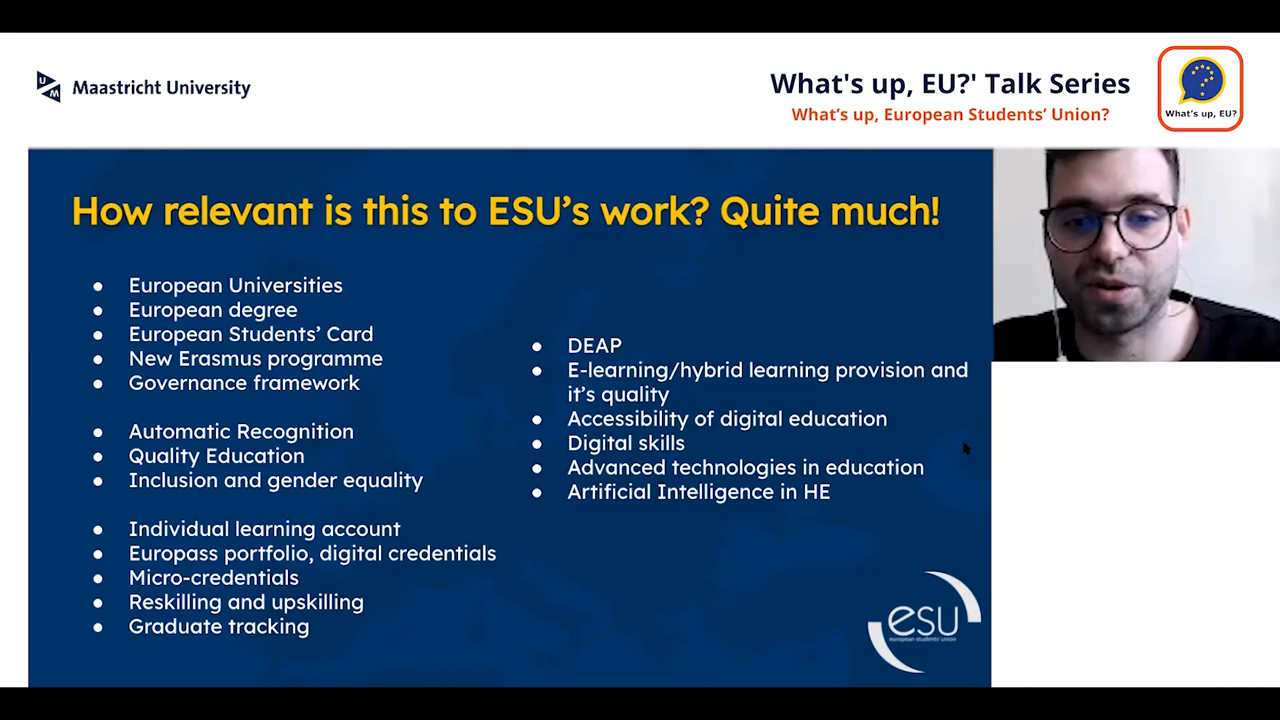 UM
Maastricht University
What's up, EU?' Talk Series
What's up, European Students' Union?
What's up, EU?
How relevant is this to ESU's work? Quite much!
● European Universities
● European degree
● European Students' Card
● New Erasmus programme
● Governance framework
● Automatic Recognition
● Quality Education
● Inclusion and gender equality
● Individual learning account
● Europass portfolio, digital credentials
● Micro-credentials
● Reskilling and upskilling
● Graduate tracking
● DEAP
● E-learning/hybrid learning provision and
it's quality
● Accessibility of digital education
● Digital skills
● Advanced technologies in education
● Artificial Intelligence in HE
esu
european students' union